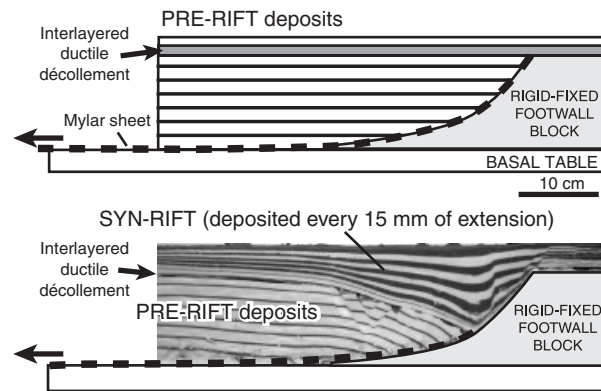 PRE-RIFT deposits
Interlayered
ductile
décollement
Mylar sheet
RIGID-FIXED
FOOTWALL
BLOCK
BASAL TABLE
10 cm
SYN-RIFT (deposited every 15 mm of extension)
Interlayered
ductile
décollement
PRE-RIFT deposits
RIGID-FIXED
FOOTWALL
BLOCK